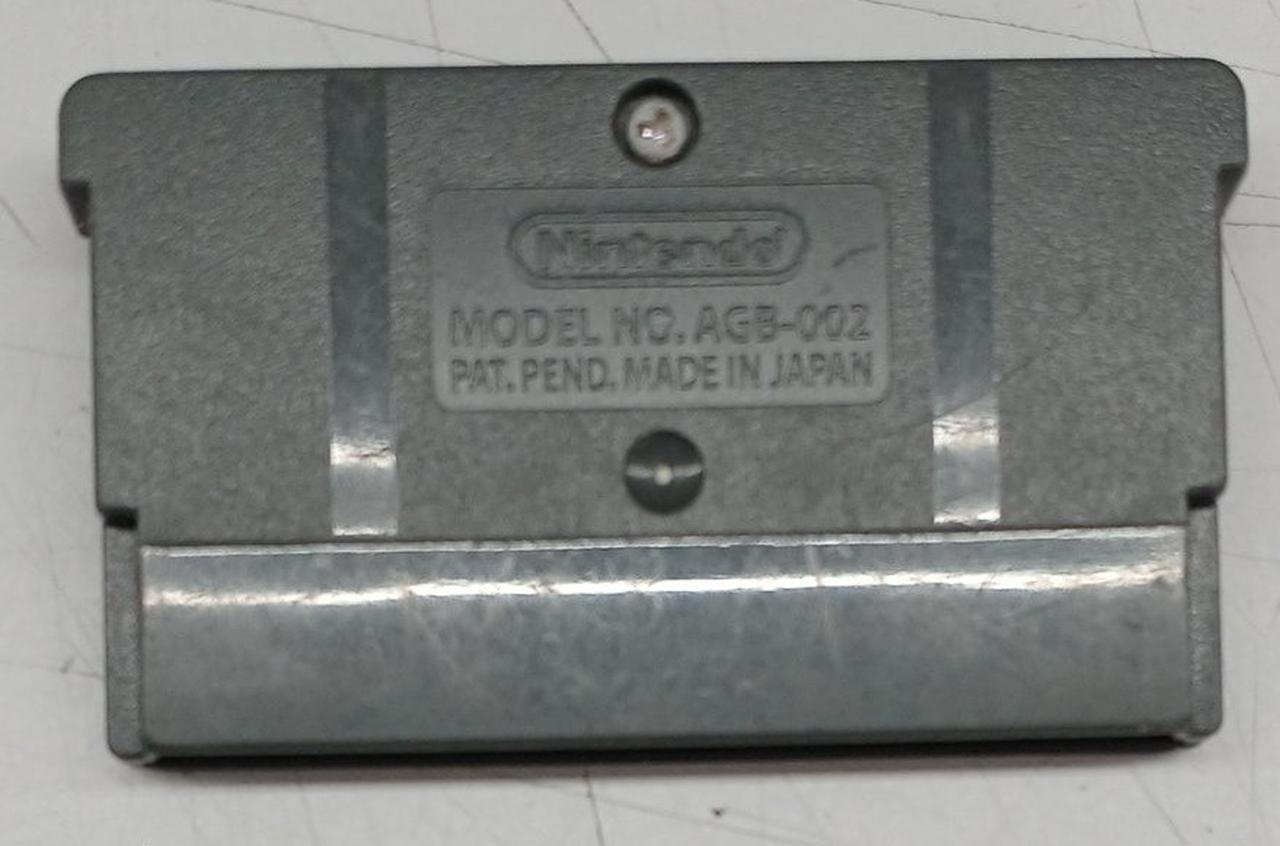 Nintendo
MODEL NO. AGB-002
PAT. PEND. MADE IN JAPAN